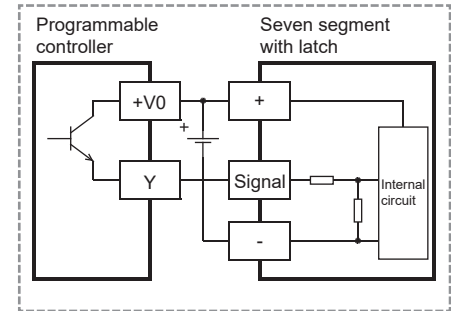 Programmable
controller
Seven segment
with latch
+V0
+
+
Y
Signal
Internal
circuit
-